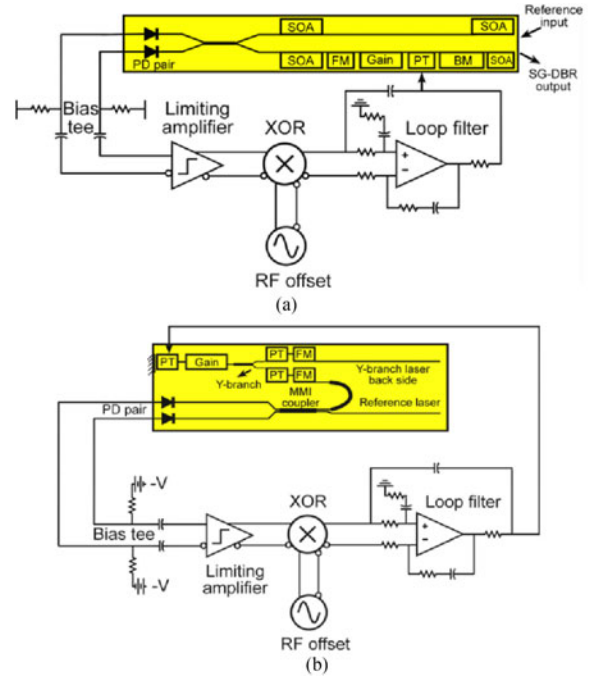 SOA
SOA
Reference
input
PD pair
SOA
FM
Gain
PT
BM
SOA
SG-DBR
output
Bias
tee
Limiting
amplifier
XOR
Loop filter
RF offset
(a)
PT
Gain
PT
FM
Y-branch laser
back side
Y-branch
PT
FM
MMI
coupler
Reference laser
PD pair
-V
Bias tee
-V
Limiting
amplifier
XOR
Loop filter
RF offset
(b)